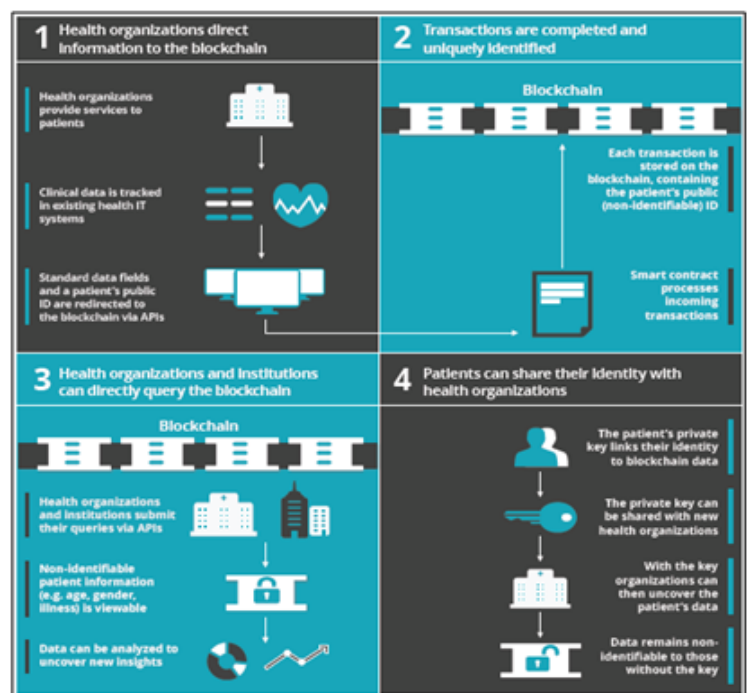 1
Health organizations direct
information to the blockchain
Health organizations
provide services to
patients
Clinical data is tracked
in existing health IT
systems
Standard data fields
and a patient's public
ID are redirected to
the blockchain via APIs
2
Transactions are completed and
uniquely identified
Blockchain
Each transaction is
stored on the
blockchain, containing
the patient's public
(non-identifiable) ID
Smart contract
processes
incoming
transactions
3
Health organizations and institutions
can directly query the blockchain
Blockchain
Health organizations
and institutions submit
their queries via APIs
Non-identifiable
patient information
(e.g. age, gender,
illness) is viewable
Data can be analyzed to
uncover new insights
4
Patients can share their identity with
health organizations
The patient's private
key links their identity
to blockchain data
The private key can
be shared with new
health organizations
With the key
organizations can
then uncover the
patient's data
Data remains non-
identifiable to those
without the key